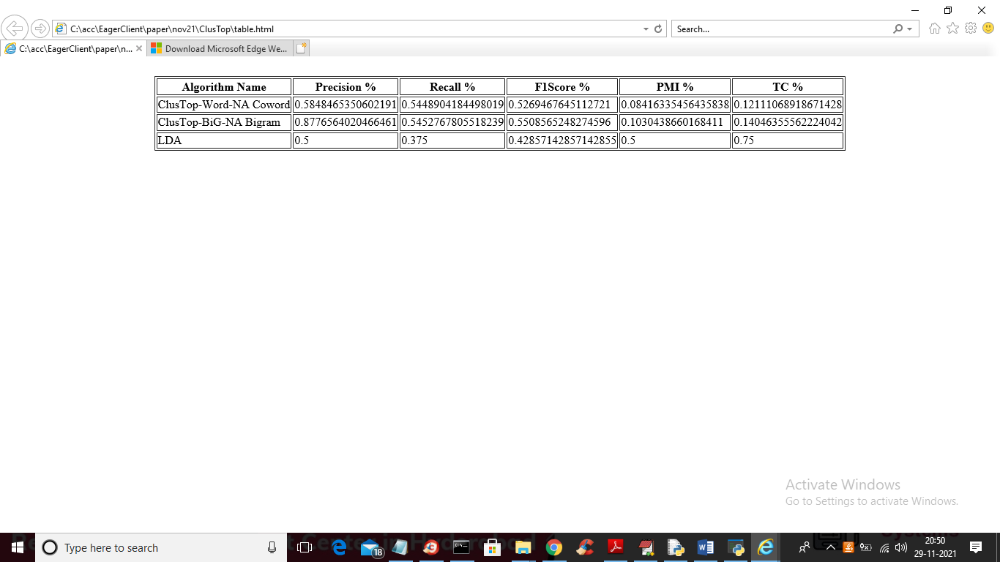 C:\acc\EagerClient\paper\nov21\ClusTop\table.html
Search...
C:\acc\EagerClient\paper\n...
Download Microsoft Edge We...
Algorithm Name Precision % Recall % F1Score % PMI % TC %
ClusTop-Word-NA Coword 0.5848465350602191 0.5448904184498019 0.5269467645112721 0.08416335456435838 0.12111068918671428
ClusTop-BiG-NA Bigram 0.8776564020466461 0.5452767805518239 0.5508565248274596 0.1030438660168411 0.14046355562224042
LDA 0.5 0.375 0.42857142857142855 0.5 0.75
Activate Windows
Go to Settings to activate Windows.
Type here to search
18
20:50
29-11-2021